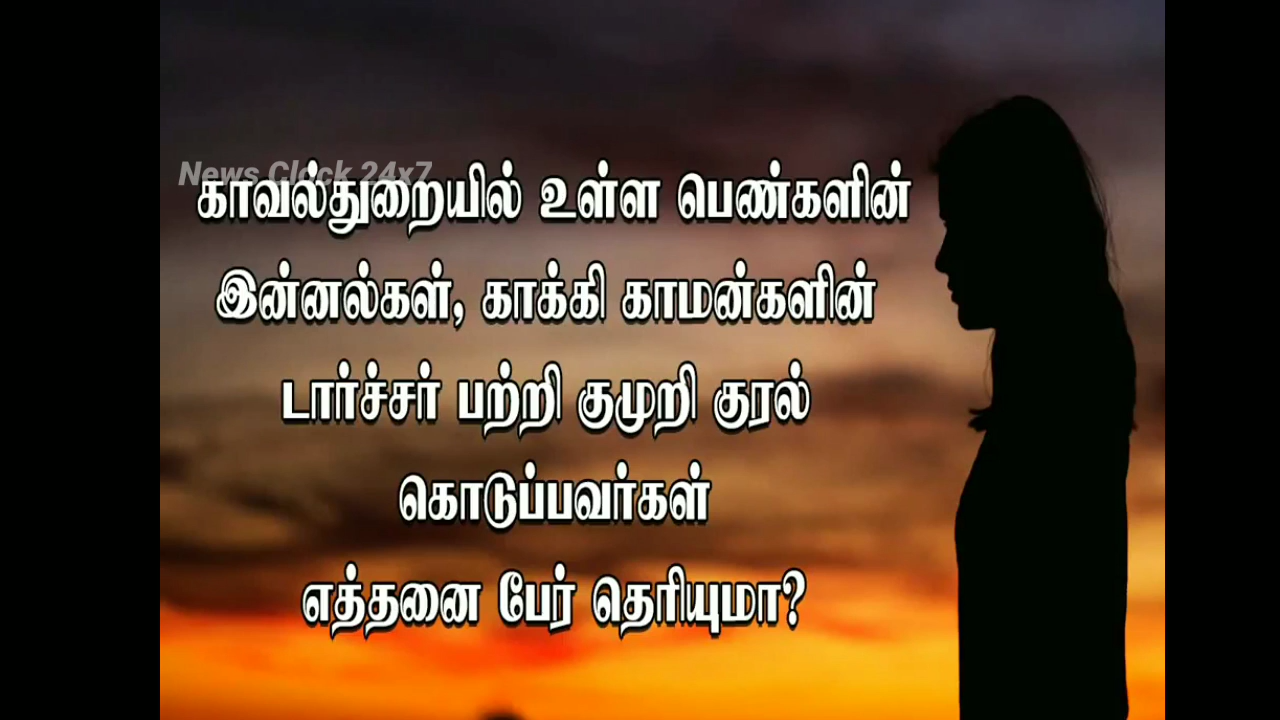 News Clock 24x7
காவல்துறையில் உள்ள பெண்களின்
இன்னல்கள், காக்கி காமன்களின்
டார்ச்சர் பற்றி குமுறி குரல்
கொடுப்பவர்கள்
எத்தனை பேர் தெரியுமா?